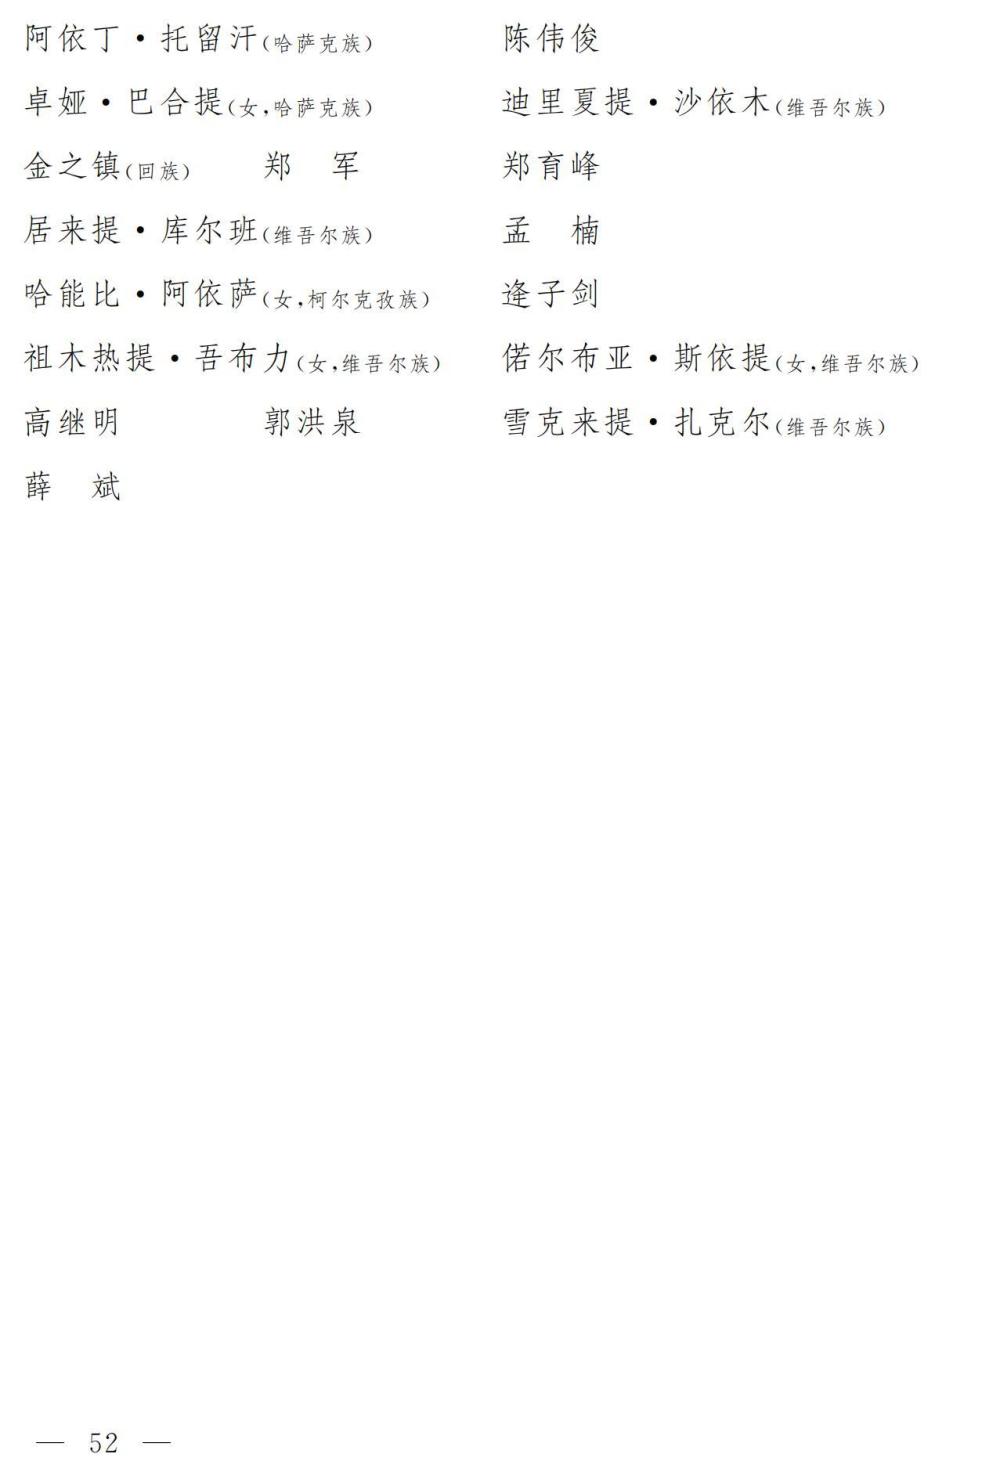 阿依丁·托留汗(哈萨克族) 陈伟俊
卓娅·巴合提(女,哈萨克族) 迪里夏提·沙依木(维吾尔族)
金之镇(回族) 郑　军 郑育峰
居来提·库尔班(维吾尔族) 孟　楠
哈能比·阿依萨(女,柯尔克孜族) 逄子剑
祖木热提·吾布力(女,维吾尔族) 偌尔布亚·斯依提(女,维吾尔族)
高继明 郭洪泉 雪克来提·扎克尔(维吾尔族)
薛　斌
— 52 —